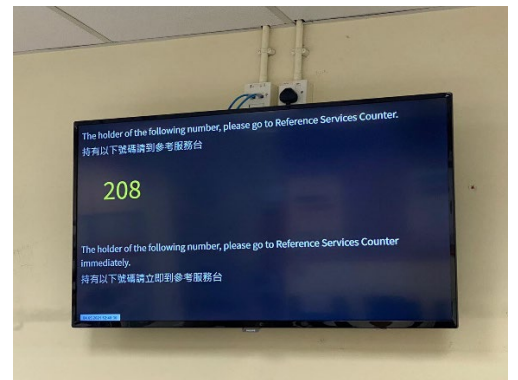 The holder of the following number, please go to Reference Services Counter.
持有以下號碼請到參考服務台
208
The holder of the following number, please go to Reference Services Counter
immediately.
持有以下號碼請立即到參考服務台